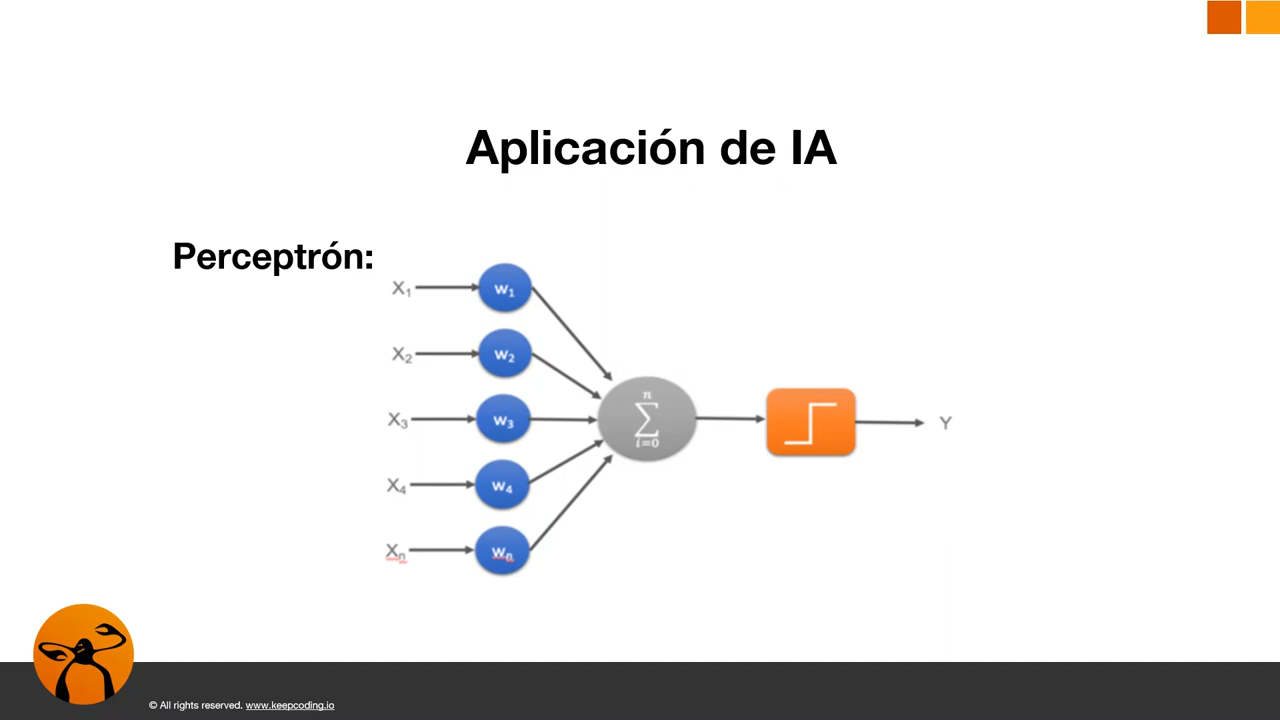 Aplicación de IA
Perceptrón:
X₁ w₁
X₂ w₂
n
X₃ w₃ ∑ Y
i=0
X₄ w₄
Xₙ wₙ
© All rights reserved. www.keepcoding.io